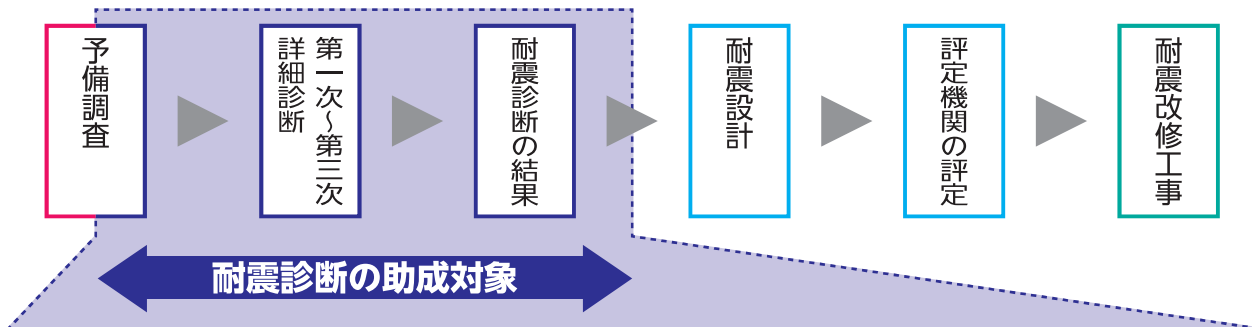 予備調査
第一次～第三次
詳細診断
耐震診断の結果
耐震設計
評定機関の評定
耐震改修工事
耐震診断の助成対象